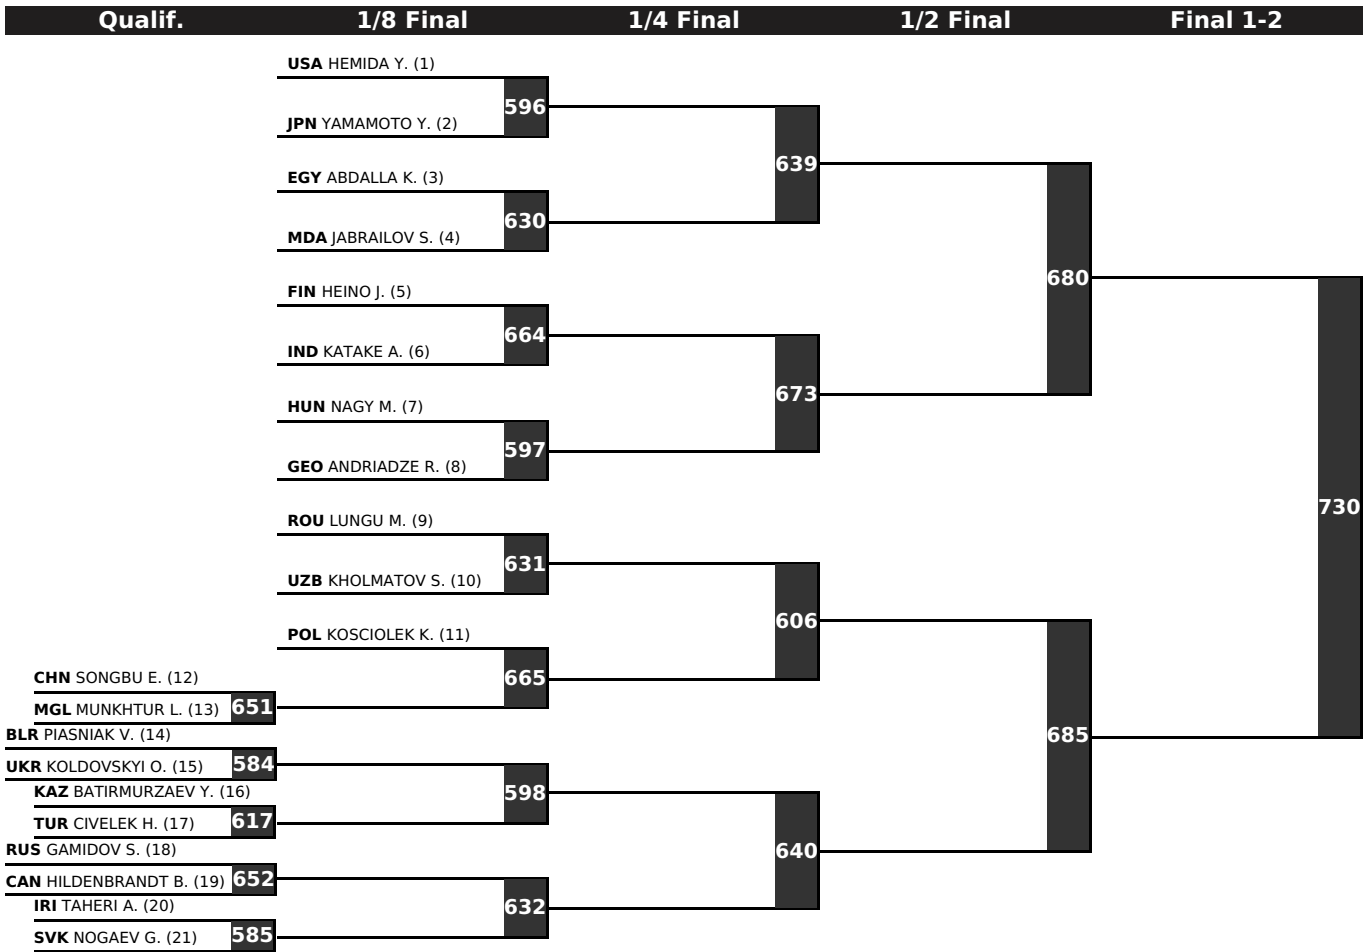 Qualif. 1/8 Final 1/4 Final 1/2 Final Final 1-2
USA HEMIDA Y. (1)
596
JPN YAMAMOTO Y. (2)
639
EGY ABDALLA K. (3)
630
MDA JABRAILOV S. (4)
680
FIN HEINO J. (5)
664
IND KATAKE A. (6)
673
HUN NAGY M. (7)
597
GEO ANDRIADZE R. (8)
730
ROU LUNGU M. (9)
631
UZB KHOLMATOV S. (10)
606
POL KOSCIOLEK K. (11)
665
CHN SONGBU E. (12)
MGL MUNKHTUR L. (13) 651
BLR PIASNIAK V. (14)
685
UKR KOLDOVSKYI O. (15) 584
KAZ BATIRMURZAEV Y. (16)
598
TUR CIVELEK H. (17) 617
RUS GAMIDOV S. (18)
640
CAN HILDENBRANDT B. (19) 652
IRI TAHERI A. (20)
632
SVK NOGAEV G. (21) 585